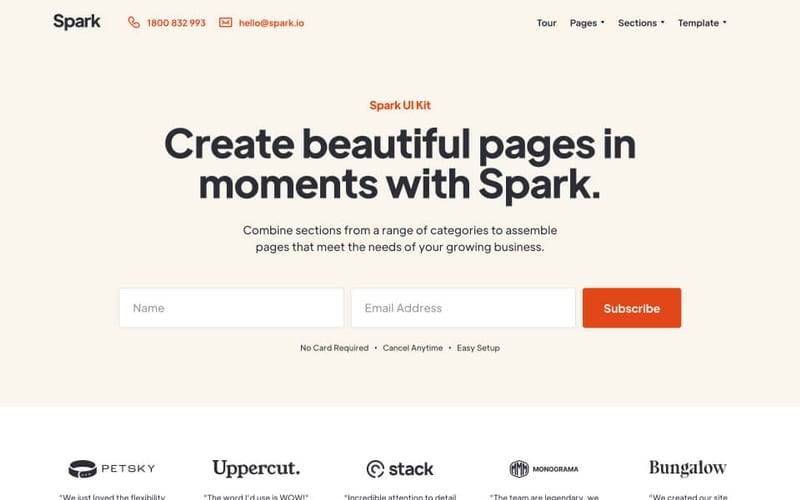 Spark
1800 832 993
hello@spark.io
Tour Pages Sections Template
Spark UI Kit
Create beautiful pages in
moments with Spark.
Combine sections from a range of categories to assemble
pages that meet the needs of your growing business.
Name
Email Address
Subscribe
No Card Required • Cancel Anytime • Easy Setup
PETSKY
Uppercut.
stack
MONOGRAMA
Bungalow
“We just loved the flexibility
“The word I'd use is WOW!”
“Incredible attention to detail
“The team are legendary, we
“We created our site